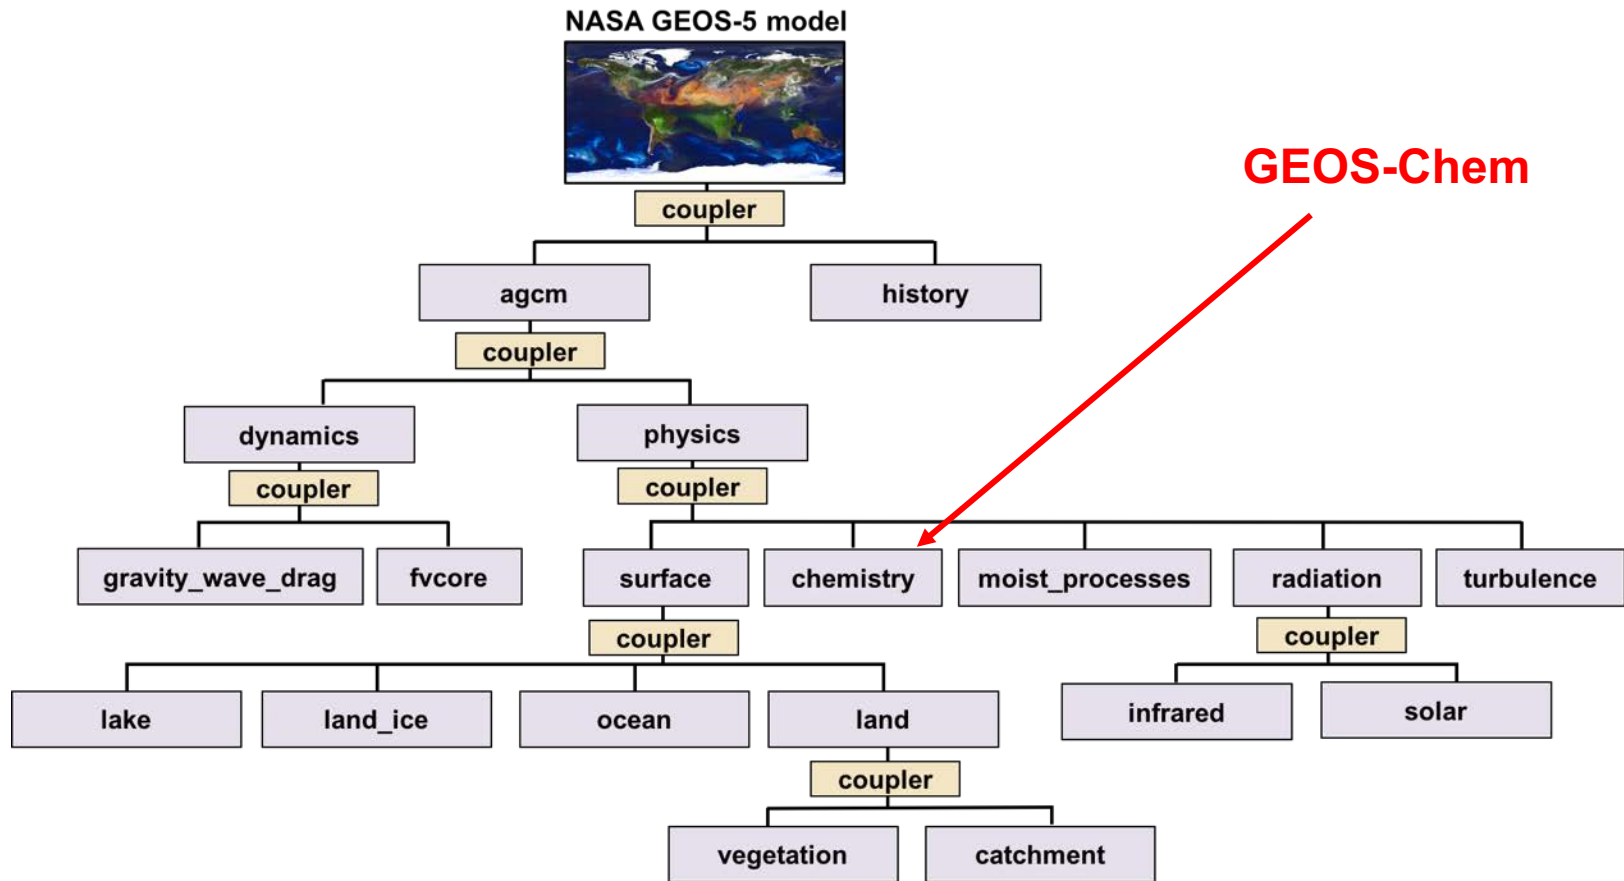 NASA GEOS-5 model
GEOS-Chem
coupler
agcm
history
coupler
dynamics
physics
coupler
coupler
gravity_wave_drag
fvcore
surface
chemistry
moist_processes
radiation
turbulence
coupler
coupler
lake
land_ice
ocean
land
infrared
solar
coupler
vegetation
catchment